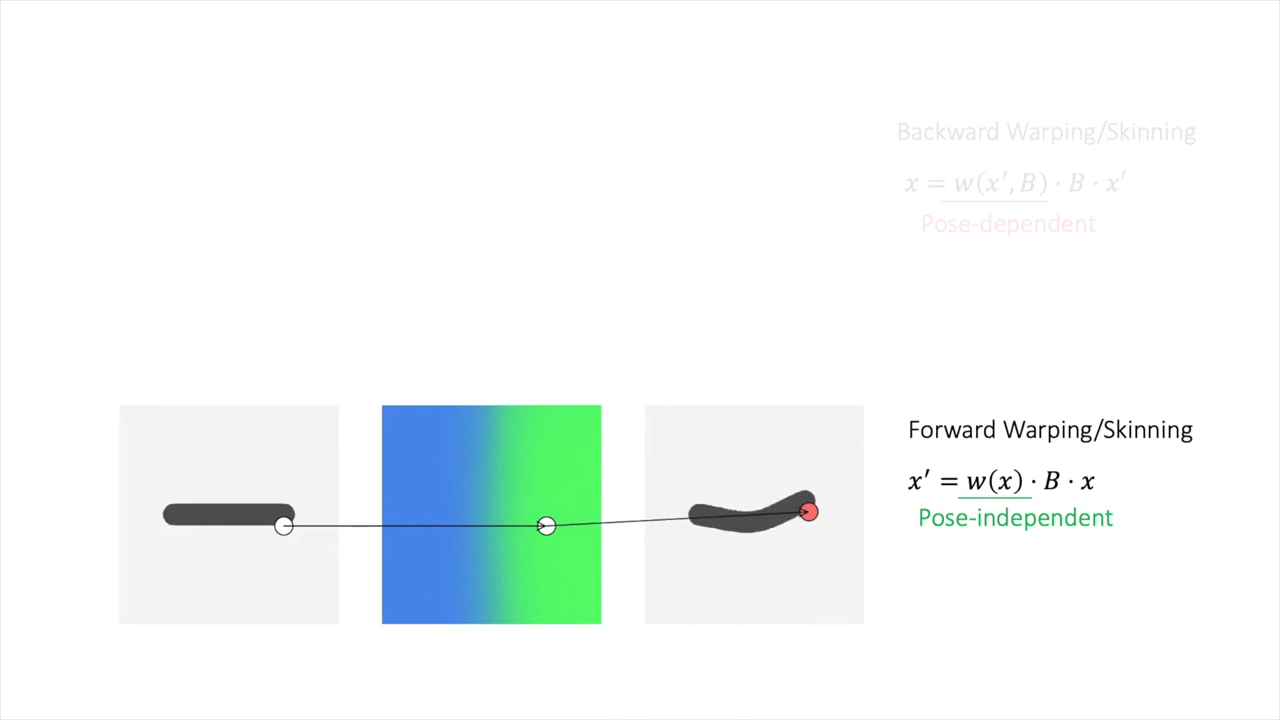 Backward Warping/Skinning
x = w(x′, B) · B · x′
Pose-dependent
Forward Warping/Skinning
x′ = w(x) · B · x
Pose-independent